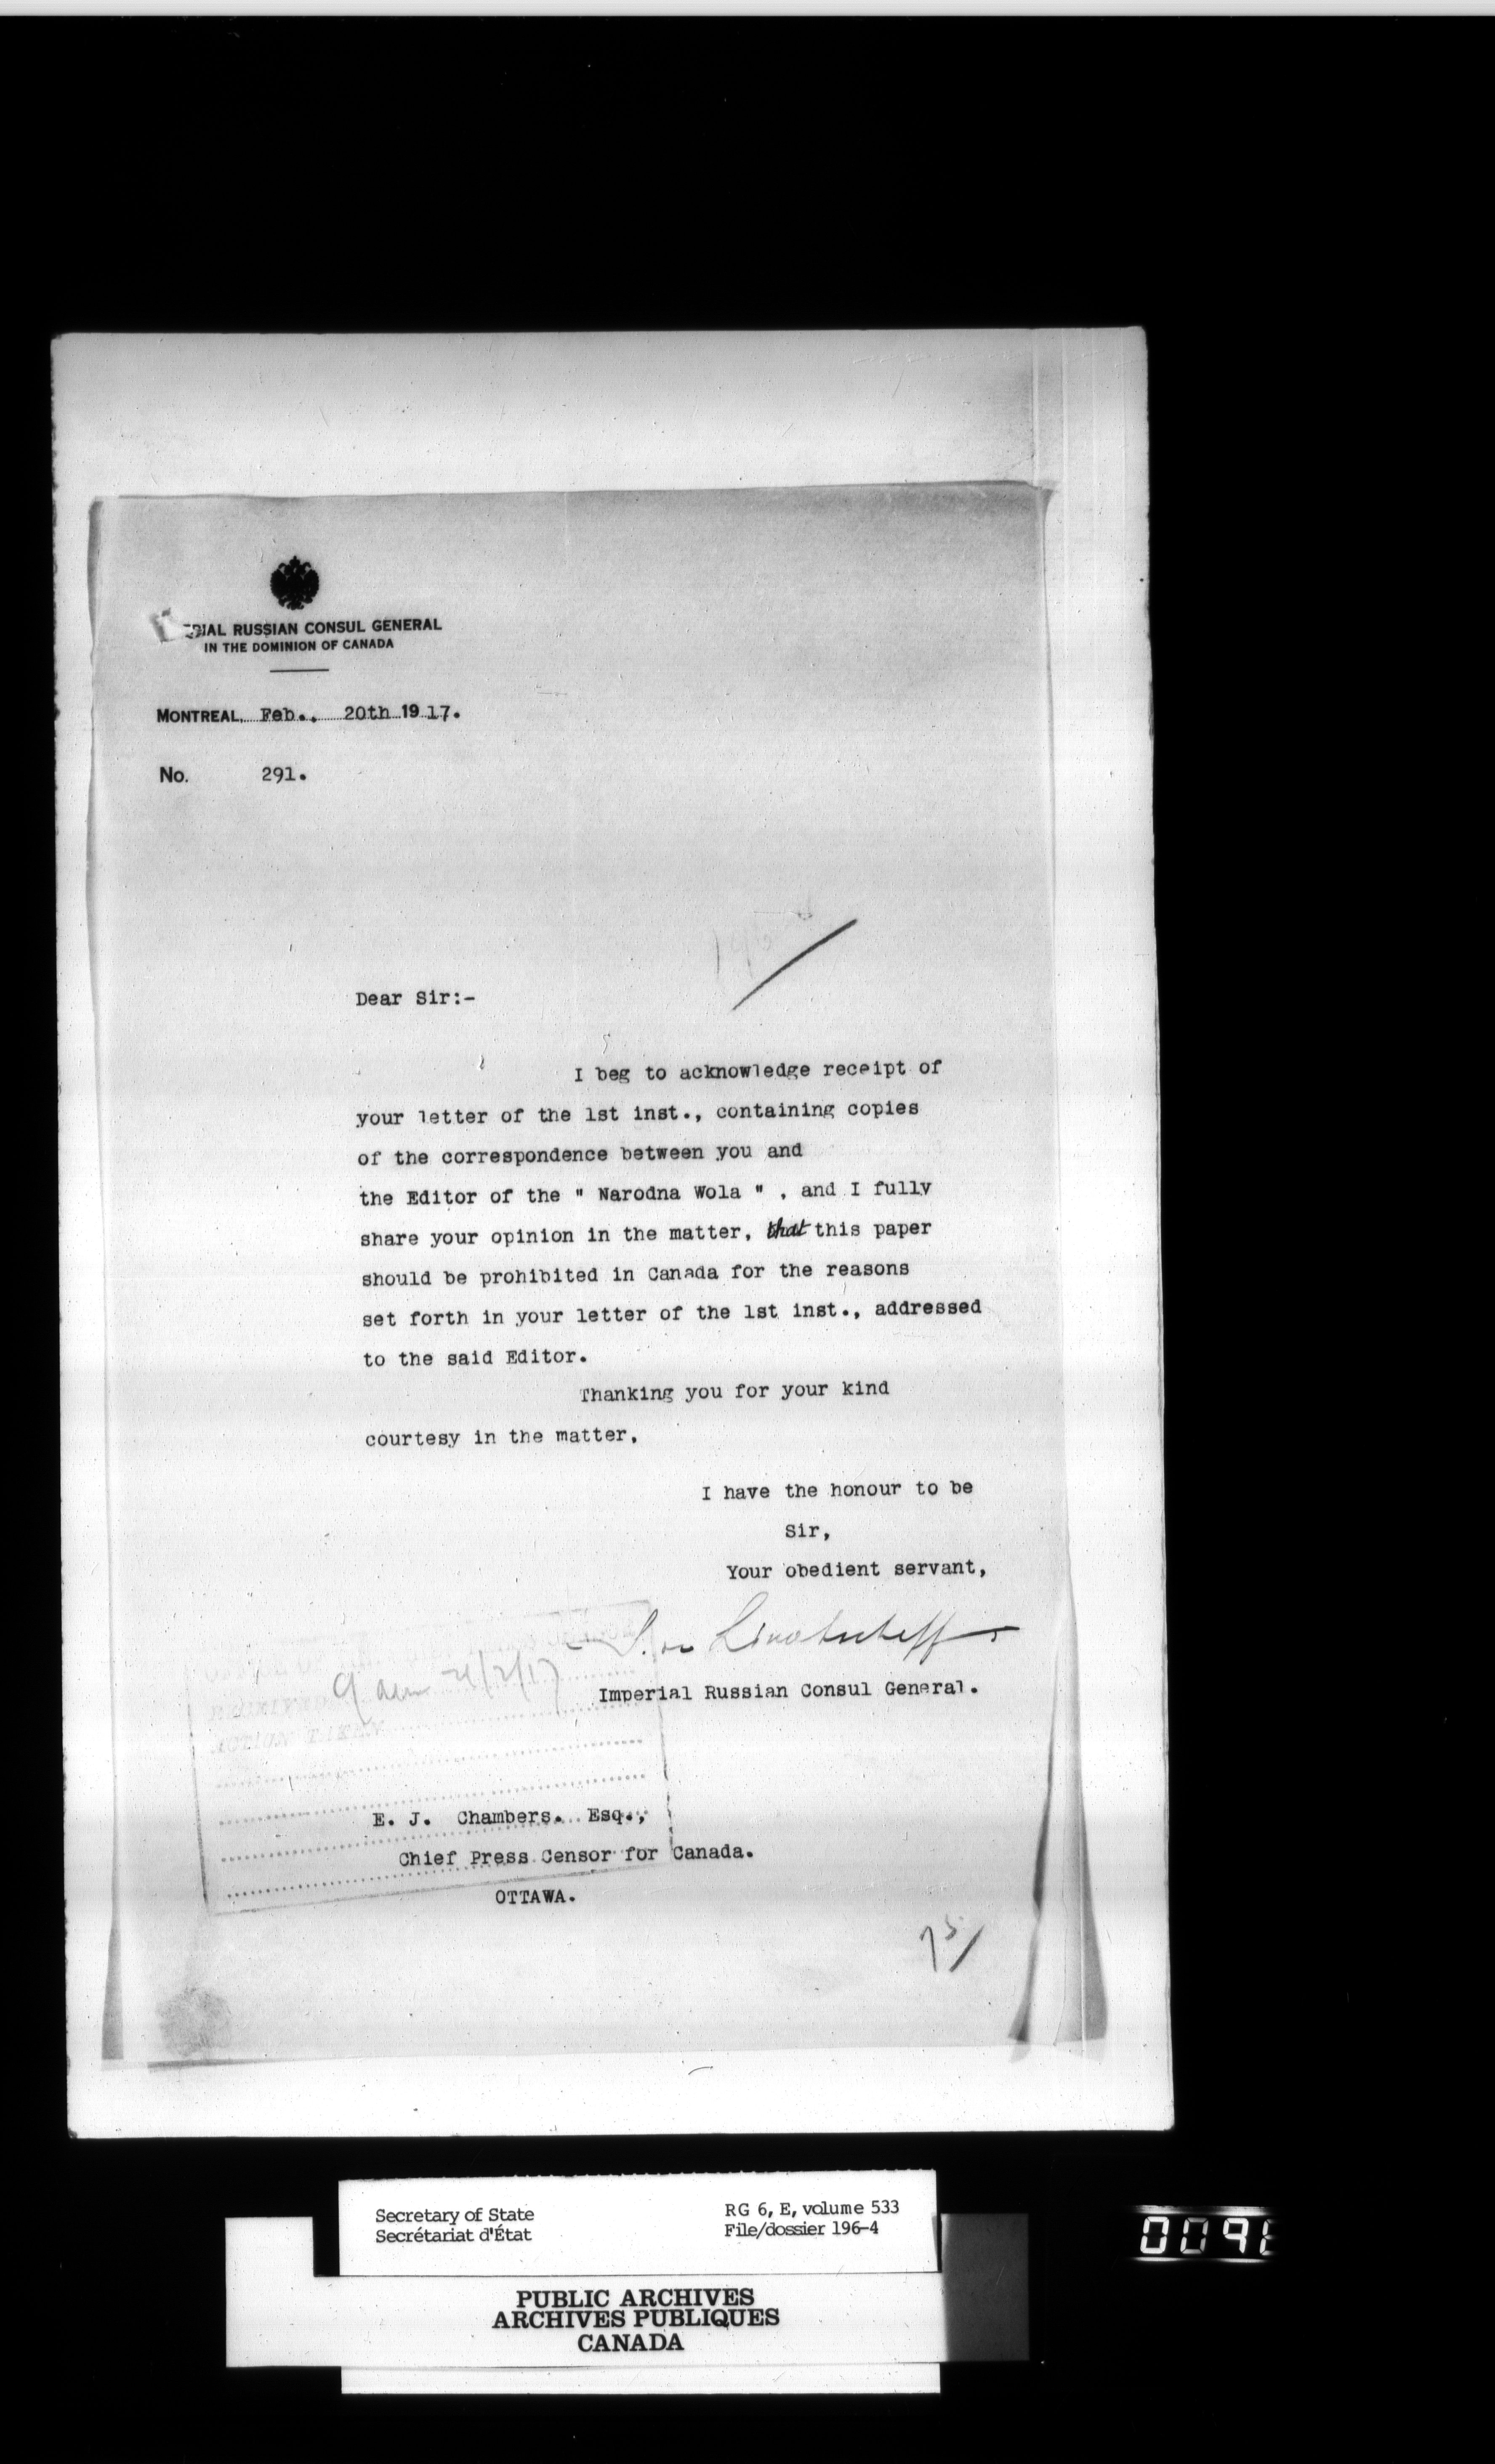 RUSSIAN CONSUL GENERAL
IN THE DOMINION OF CANADA
MONTREAL, Feb., 20th 1917.
No. 291.
Dear Sir:-
I beg to acknowledge receipt of
your letter of the 1st inst., containing copies
of the correspondence between you and
the Editor of the " Narodna Wola " , and I fully
share your opinion in the matter, that this paper
should be prohibited in Canada for the reasons
set forth in your letter of the 1st inst., addressed
to the said Editor.
Thanking you for your kind
courtesy in the matter,
I have the honour to be
Sir,
Your obedient servant,
21/2/17
Imperial Russian Consul General.
ACTION TAKEN
E. J. Chambers. Esq.,
Chief Press Censor for Canada.
OTTAWA.
75/
Secretary of State
Secrétariat d'État
RG 6, E, volume 533
File/dossier 196-4
PUBLIC ARCHIVES
ARCHIVES PUBLIQUES
CANADA